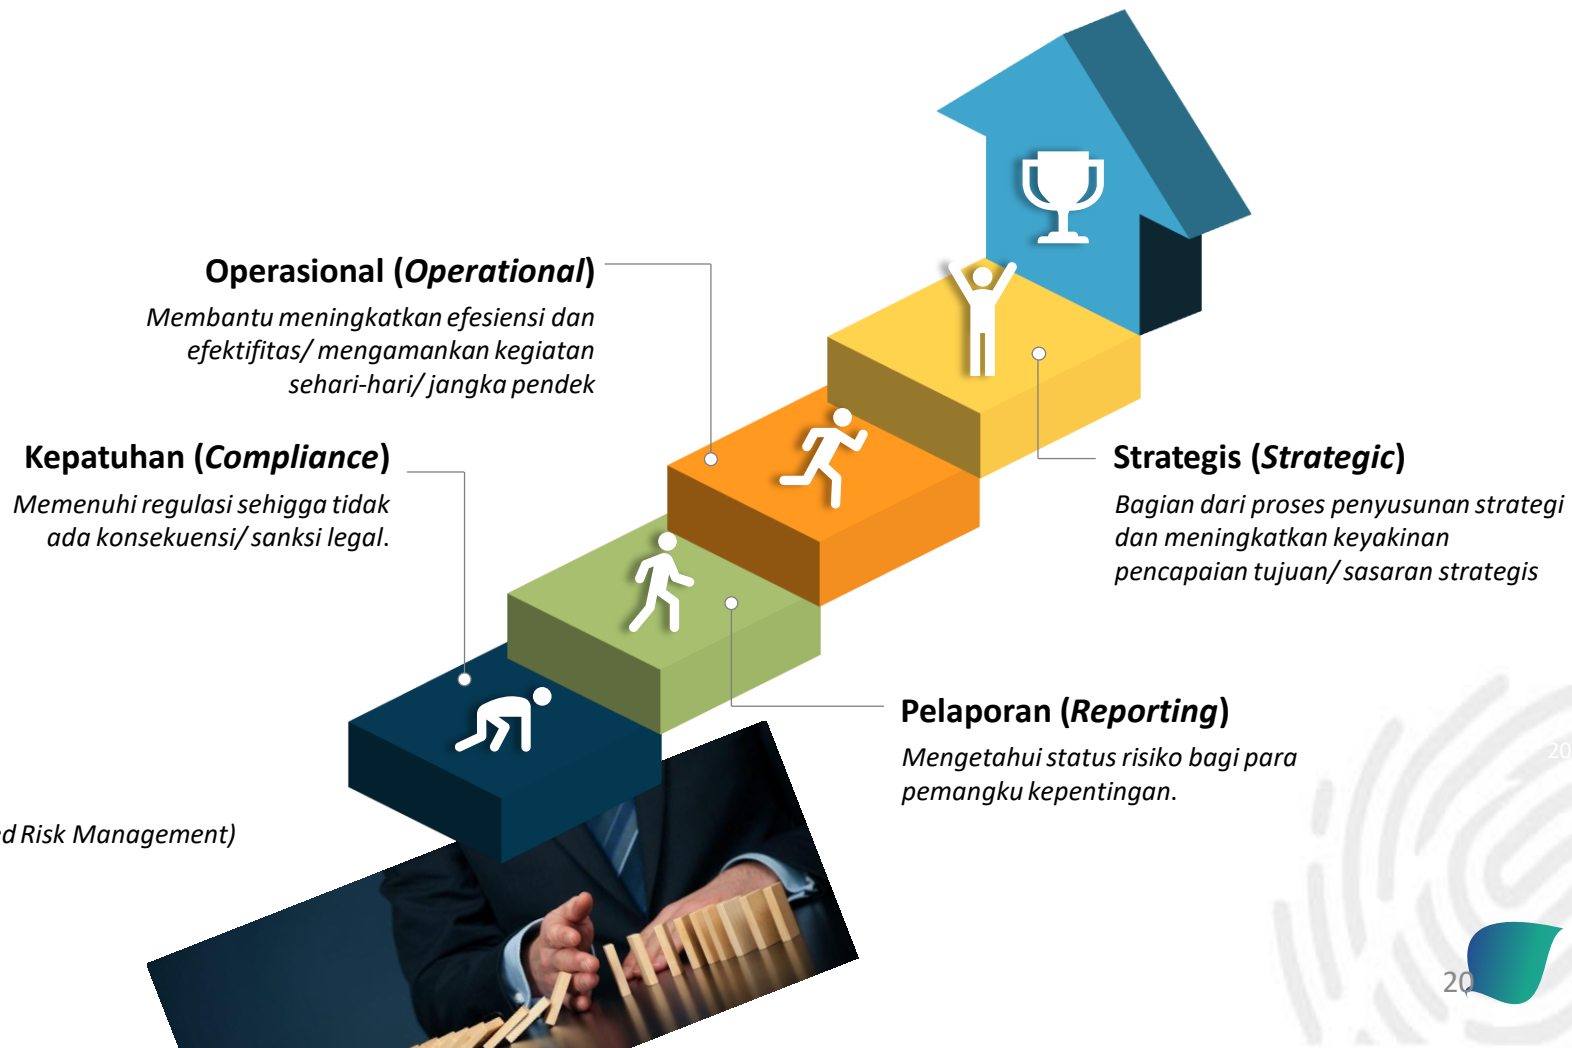 Operasional (Operational)
Membantu meningkatkan efesiensi dan
efektifitas/ mengamankan kegiatan
sehari-hari/ jangka pendek
Kepatuhan (Compliance)
Memenuhi regulasi sehigga tidak
ada konsekuensi/ sanksi legal.
Strategis (Strategic)
Bagian dari proses penyusunan strategi
dan meningkatkan keyakinan
pencapaian tujuan/ sasaran strategis
Pelaporan (Reporting)
Mengetahui status risiko bagi para
pemangku kepentingan.
20
Risk Management)
20